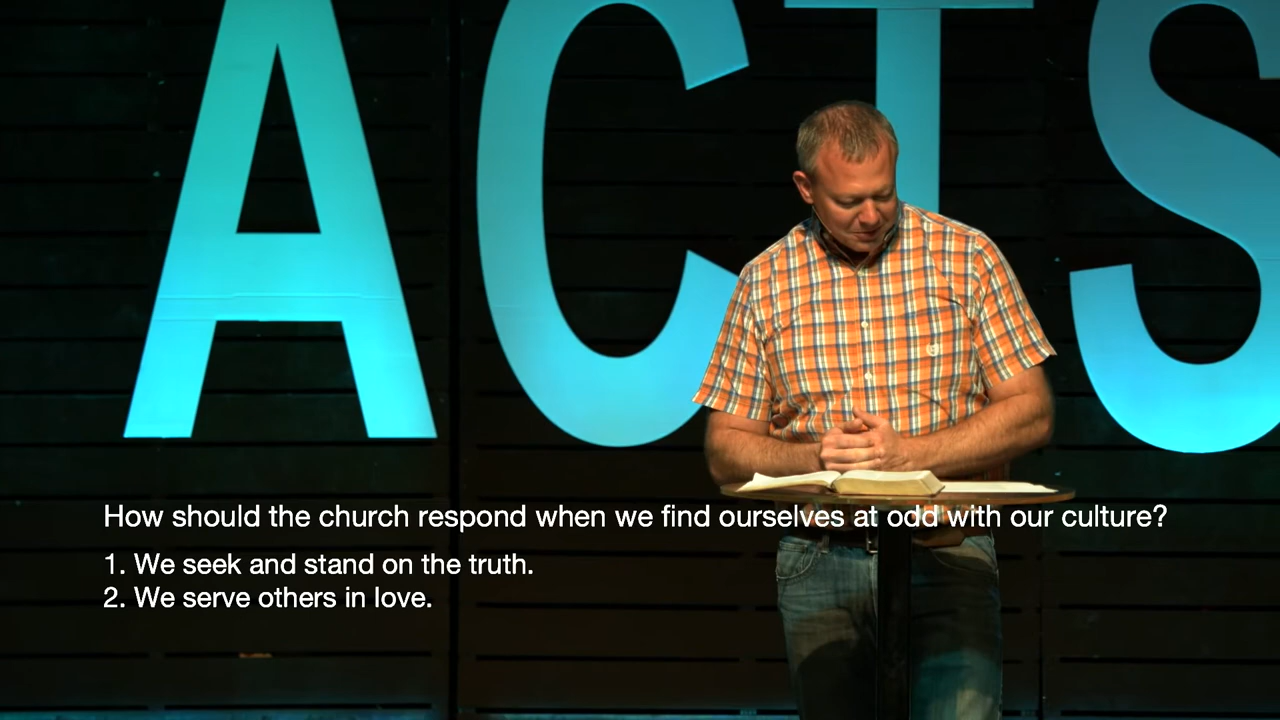 ACTS
How should the church respond when we find ourselves at odd with our culture?
1. We seek and stand on the truth.
2. We serve others in love.